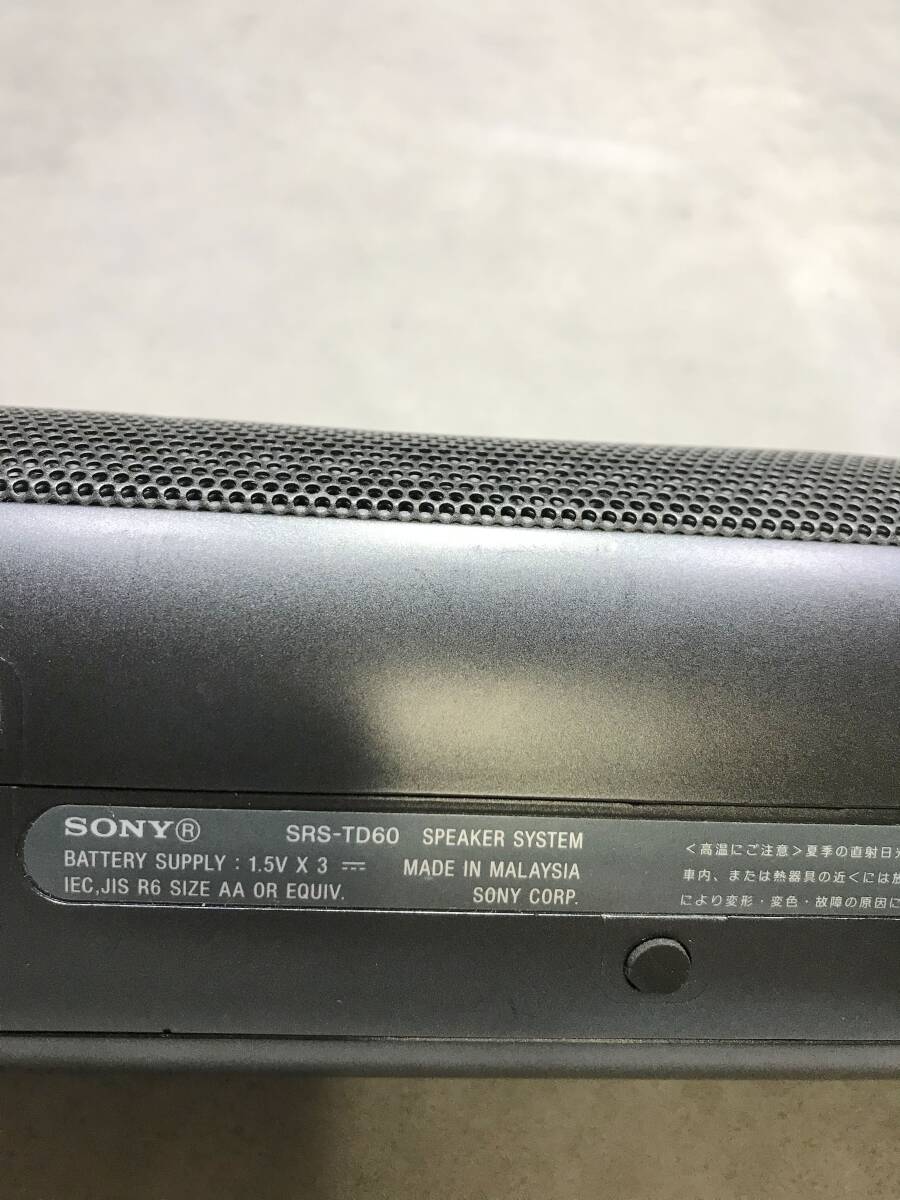 SONY® SRS-TD60 SPEAKER SYSTEM
BATTERY SUPPLY : 1.5V X 3 ⎓ MADE IN MALAYSIA
IEC,JIS R6 SIZE AA OR EQUIV. SONY CORP.
<高温にご注意>夏季の直射日光
車内、または熱器具の近くには放
により変形・変色・故障の原因に